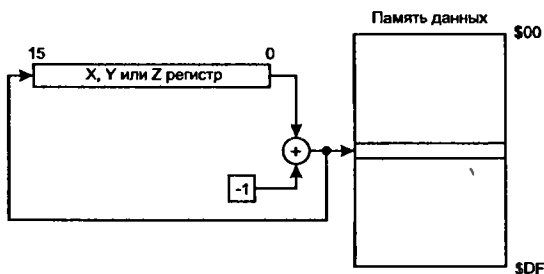 Память данных
$00
15
0
X, Y или Z регистр
+
-1
$DF